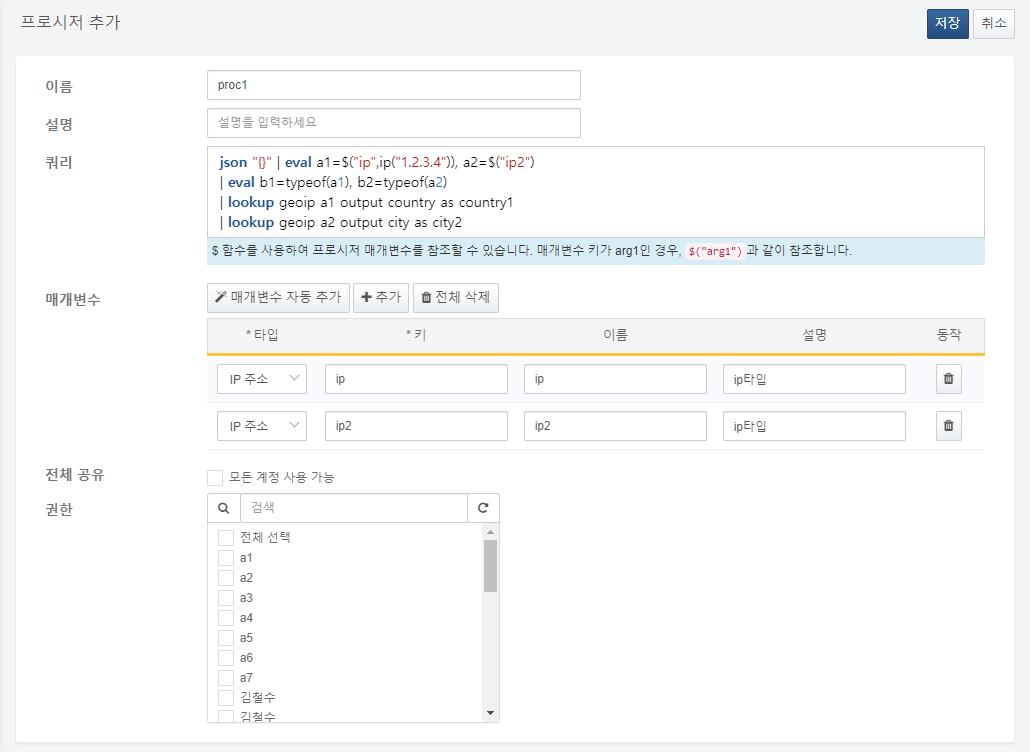 프로시저 추가
저장 취소
이름 proc1
설명 설명을 입력하세요
쿼리
json "{}" | eval a1=$("ip",ip("1.2.3.4")), a2=$("ip2")
| eval b1=typeof(a1), b2=typeof(a2)
| lookup geoip a1 output country as country1
| lookup geoip a2 output city as city2
$ 함수를 사용하여 프로시저 매개변수를 참조할 수 있습니다. 매개변수 키가 arg1인 경우, $("arg1") 과 같이 참조합니다.
매개변수 매개변수 자동 추가 추가 전체 삭제
* 타입 * 키 이름 설명 동작
IP 주소 ip ip ip타입
IP 주소 ip2 ip2 ip타입
전체 공유 모든 계정 사용 가능
권한 검색
전체 선택
a1
a2
a3
a4
a5
a6
a7
김철수
김철수